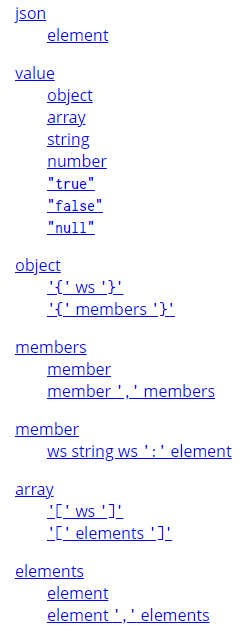 json
element
value
object
array
string
number
"true"
"false"
"null"
object
'{' ws '}'
'{' members '}'
members
member
member ',' members
member
ws string ws ':' element
array
'[' ws ']'
'[' elements ']'
elements
element
element ',' elements